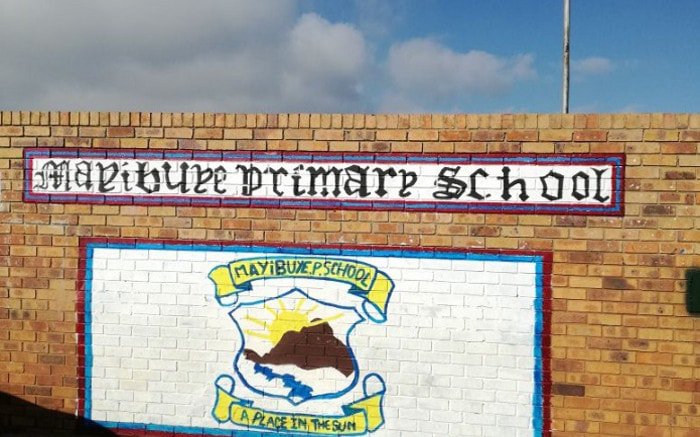 Mayibuye primary School
MAYIBUYE.P.SCHOOL
A PLACE IN THE SUN